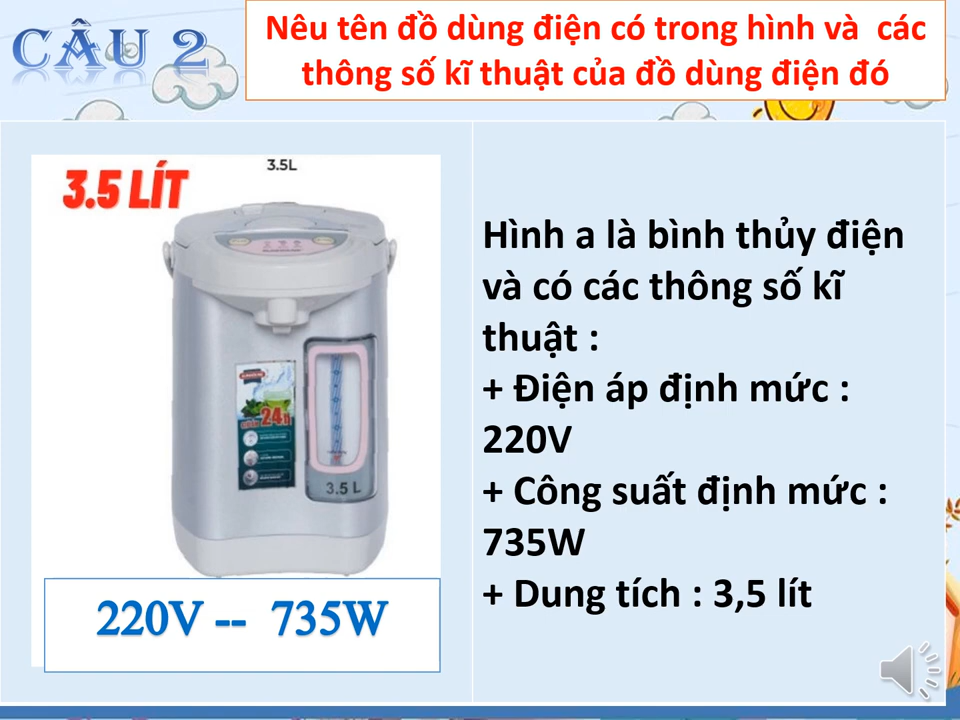 CÂU 2
Nêu tên đồ dùng điện có trong hình và các
thông số kĩ thuật của đồ dùng điện đó
3.5L
3.5 LÍT
24H
3.5 L
220V -- 735W
Hình a là bình thủy điện
và có các thông số kĩ
thuật :
+ Điện áp định mức :
220V
+ Công suất định mức :
735W
+ Dung tích : 3,5 lít